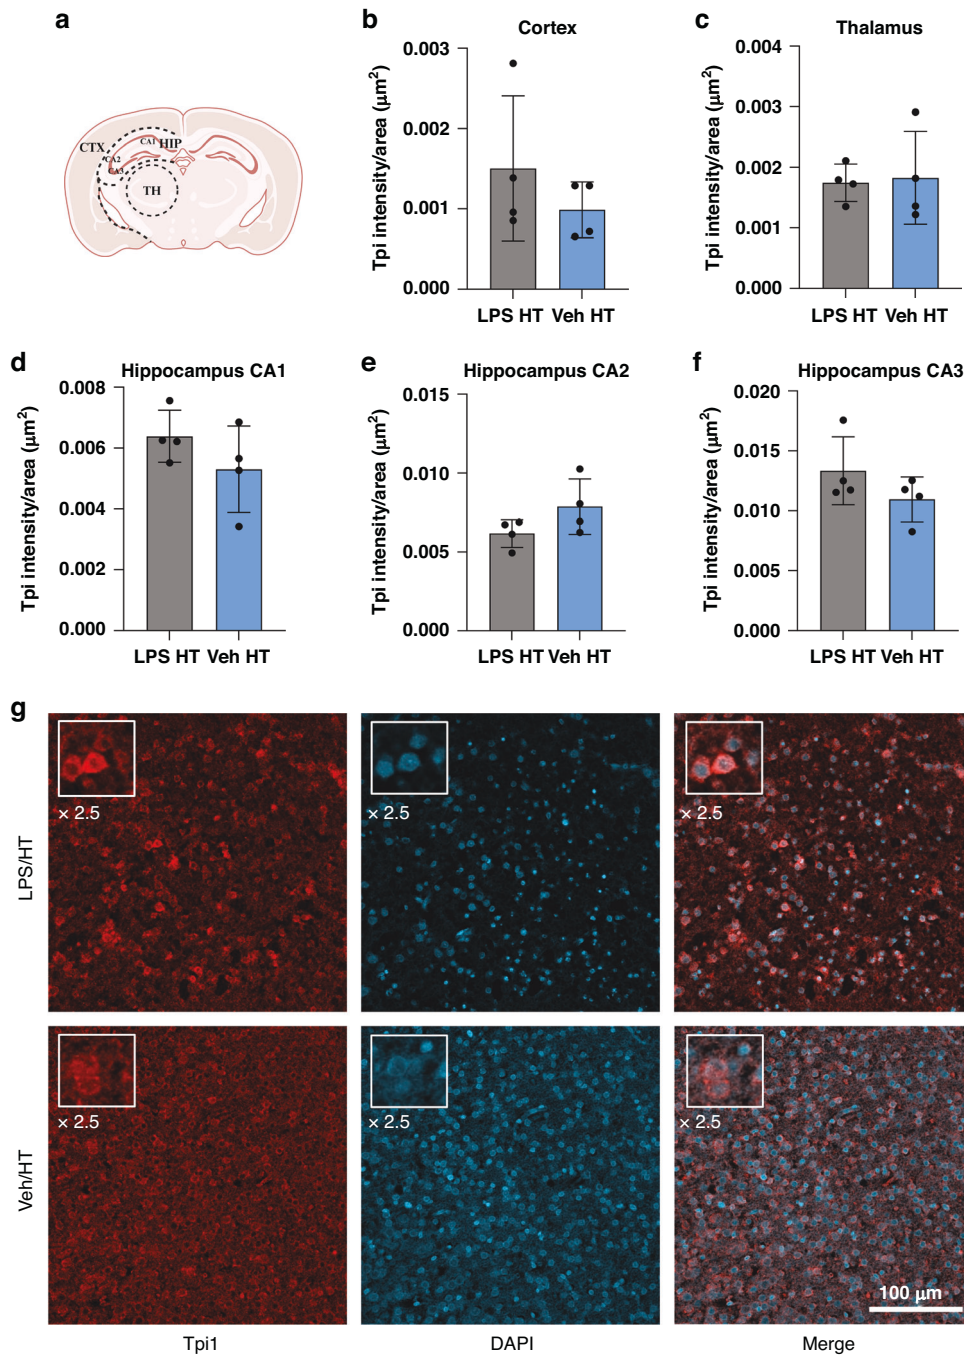 a
CTX
CA1
HIP
CA2
CA3
TH
b
Cortex
Tpi intensity/area (μm²)
0.003
0.002
0.001
0.000
LPS HT Veh HT
c
Thalamus
Tpi intensity/area (μm²)
0.004
0.003
0.002
0.001
0.000
LPS HT Veh HT
d
Hippocampus CA1
Tpi intensity/area (μm²)
0.008
0.006
0.004
0.002
0.000
LPS HT Veh HT
e
Hippocampus CA2
Tpi intensity/area (μm²)
0.015
0.010
0.005
0.000
LPS HT Veh HT
f
Hippocampus CA3
Tpi intensity/area (μm²)
0.020
0.015
0.010
0.005
0.000
LPS HT Veh HT
g
LPS/HT
× 2.5
× 2.5
× 2.5
Veh/HT
× 2.5
× 2.5
× 2.5
100 μm
Tpi1
DAPI
Merge